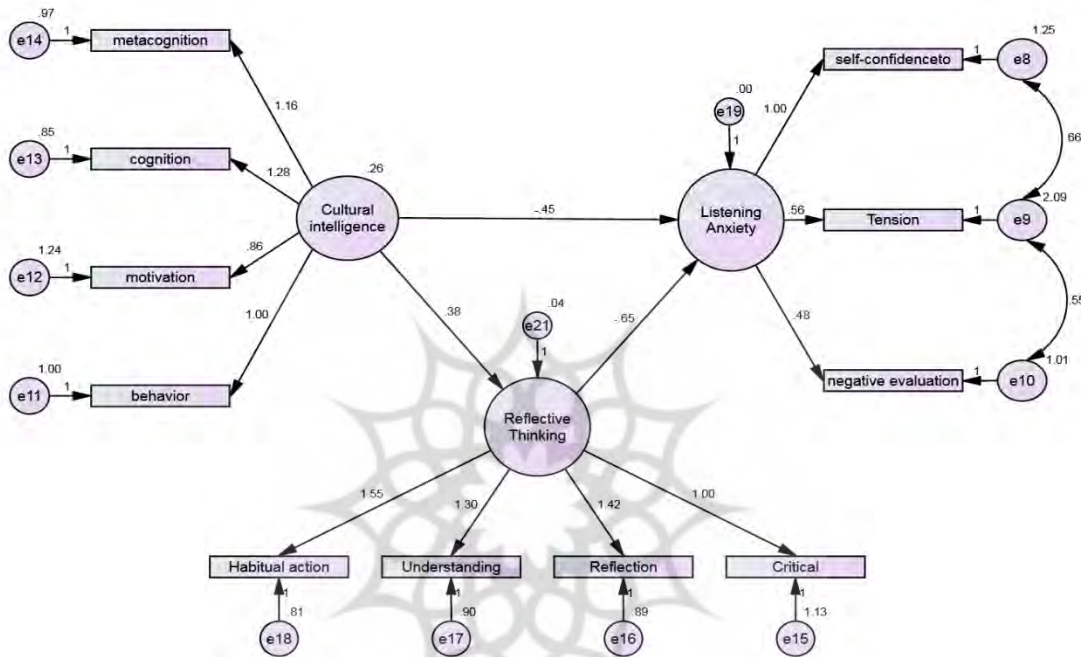 .97
e14
1
metacognition
1.16
.85
e13
1
cognition
1.28
1.24
e12
1
motivation
.86
1.00
e11
1
behavior
1.00
.26
Cultural
intelligence
-.45
.38
.04
e21
1
Reflective
Thinking
-.65
.00
e19
1
Listening
Anxiety
1.00
self-confidenceto
1
1.25
e8
66
.56
Tension
1
2.09
e9
.55
.48
negative evaluation
1
1.01
e10
1.55
1.30
1.42
1.00
Habitual action
Understanding
Reflection
Critical
1
1
1
1
.81
.90
.89
1.13
e18
e17
e16
e15